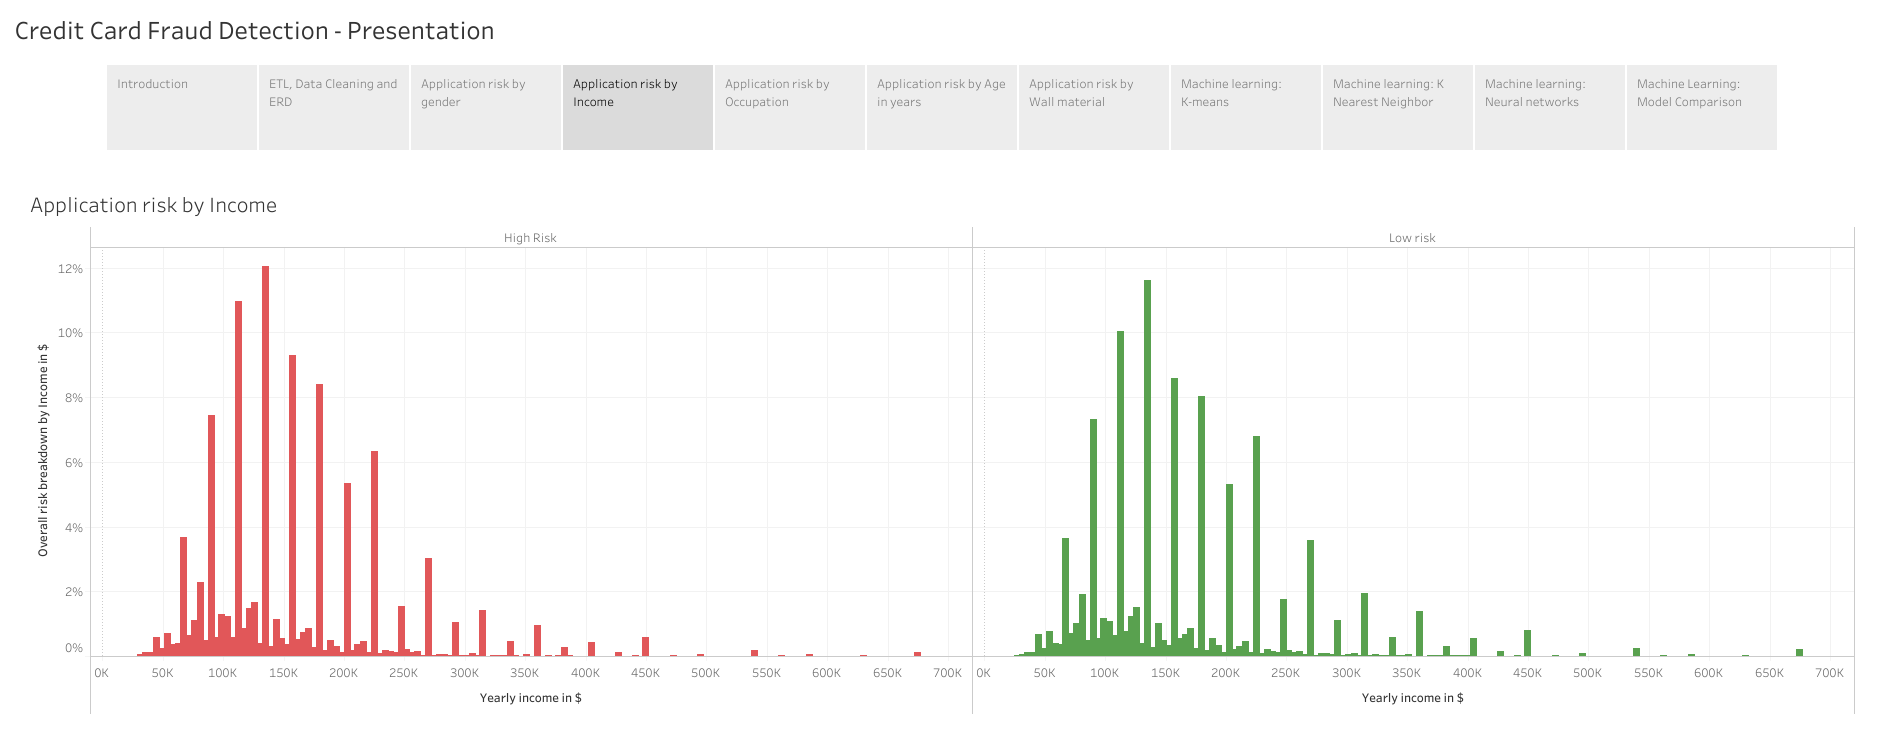 Credit Card Fraud Detection - Presentation
Introduction
ETL, Data Cleaning and
ERD
Application risk by
gender
Application risk by
Income
Application risk by
Occupation
Application risk by Age
in years
Application risk by
Wall material
Machine learning:
K-means
Machine learning: K
Nearest Neighbor
Machine learning:
Neural networks
Machine Learning:
Model Comparison
Application risk by Income
High Risk
Low risk
Overall risk breakdown by Income in $
12%
10%
8%
6%
4%
2%
0%
0K 50K 100K 150K 200K 250K 300K 350K 400K 450K 500K 550K 600K 650K 700K
0K 50K 100K 150K 200K 250K 300K 350K 400K 450K 500K 550K 600K 650K 700K
Yearly income in $
Yearly income in $